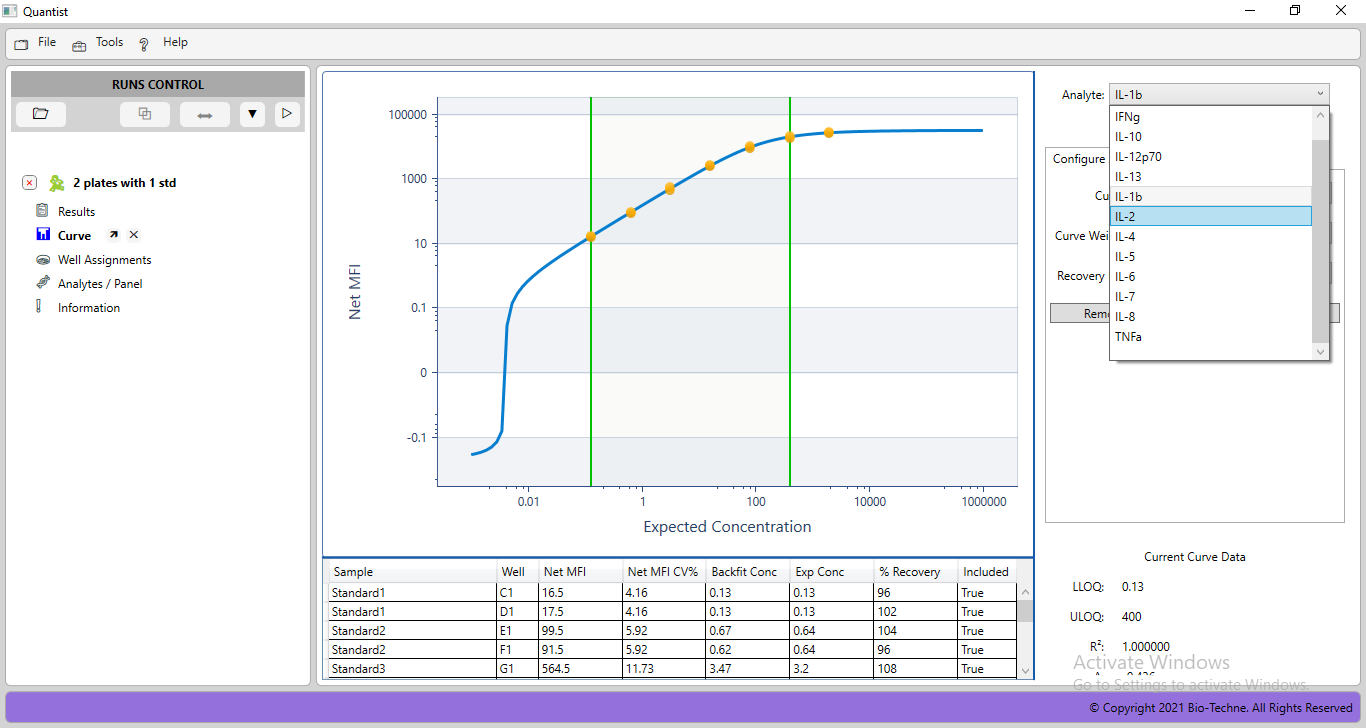 Quantist
File Tools Help
RUNS CONTROL
2 plates with 1 std
Results
Curve
Well Assignments
Analytes / Panel
Information
100000
1000
10
0.1
0
-0.1
Net MFI
0.01 1 100 10000 1000000
Expected Concentration
Sample Well Net MFI Net MFI CV% Backfit Conc Exp Conc % Recovery Included
Standard1 C1 16.5 4.16 0.13 0.13 96 True
Standard1 D1 17.5 4.16 0.13 0.13 102 True
Standard2 E1 99.5 5.92 0.67 0.64 104 True
Standard2 F1 91.5 5.92 0.62 0.64 96 True
Standard3 G1 564.5 11.73 3.47 3.2 108 True
Analyte: IL-1b
IFNg
IL-10
IL-12p70
IL-13
IL-1b
IL-2
IL-4
IL-5
IL-6
IL-7
IL-8
TNFa
Configure
Cu
Curve Wei
Recovery
Rem
Current Curve Data
LLOQ: 0.13
ULOQ: 400
R²: 1.000000
Activate Windows
Go to Settings to activate Windows.
© Copyright 2021 Bio-Techne. All Rights Reserved